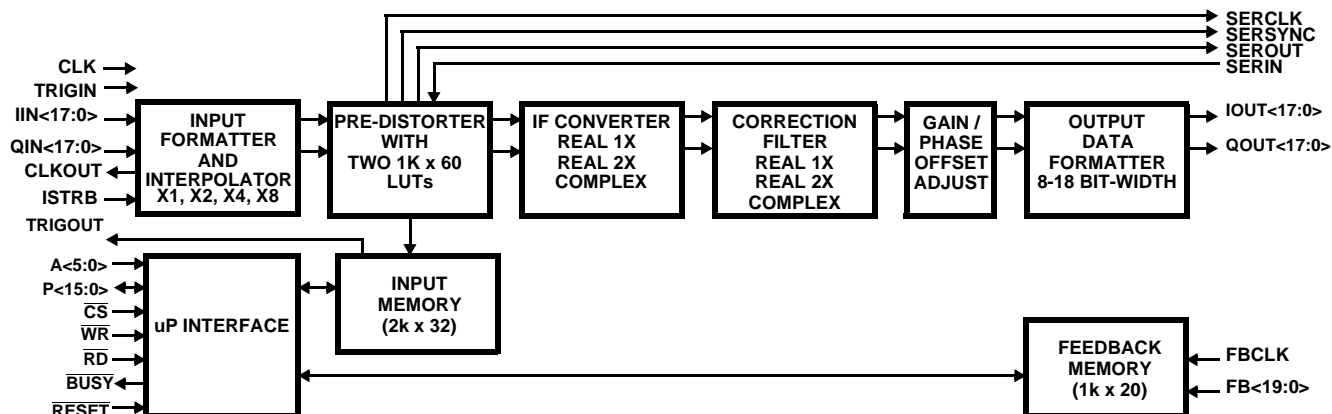 SERCLK
SERSYNC
SEROUT
SERIN
CLK
TRIGIN
IIN<17:0>
QIN<17:0>
CLKOUT
ISTRB
TRIGOUT
INPUT
FORMATTER
AND
INTERPOLATOR
X1, X2, X4, X8
PRE-DISTORTER
WITH
TWO 1K x 60
LUTs
IF CONVERTER
REAL 1X
REAL 2X
COMPLEX
CORRECTION
FILTER
REAL 1X
REAL 2X
COMPLEX
GAIN /
PHASE
OFFSET
ADJUST
OUTPUT
DATA
FORMATTER
8-18 BIT-WIDTH
IOUT<17:0>
QOUT<17:0>
A<5:0>
P<15:0>
CS
WR
RD
BUSY
RESET
uP INTERFACE
INPUT
MEMORY
(2k x 32)
FEEDBACK
MEMORY
(1k x 20)
FBCLK
FB<19:0>